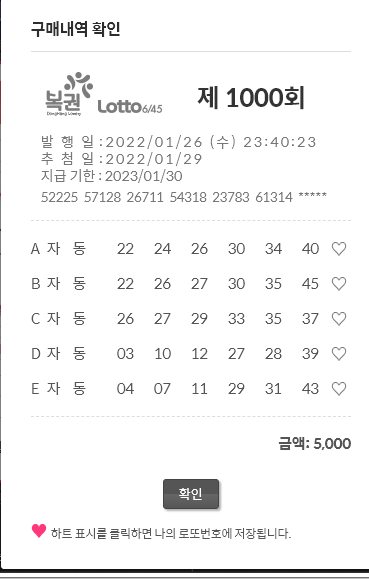 구매내역 확인
복권 Lotto 6/45 제 1000회
DongHang Lottery
발 행 일 : 2022/01/26 (수) 23:40:23
추 첨 일 : 2022/01/29
지급 기한 : 2023/01/30
52225 57128 26711 54318 23783 61314 *****
A 자 동 22 24 26 30 34 40 ♡
B 자 동 22 26 27 30 35 45 ♡
C 자 동 26 27 29 33 35 37 ♡
D 자 동 03 10 12 27 28 39 ♡
E 자 동 04 07 11 29 31 43 ♡
금액: 5,000
확인
♥ 하트 표시를 클릭하면 나의 로또번호에 저장됩니다.